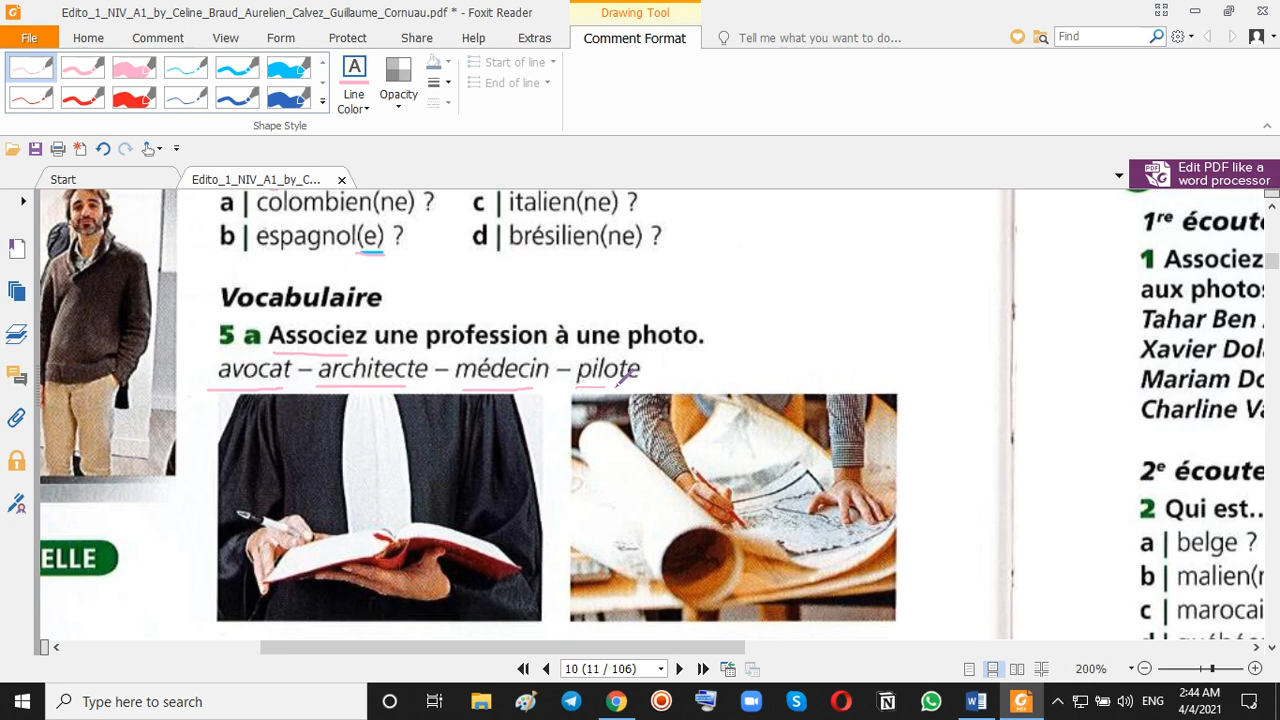 Edito_1_NIV_A1_by_Celine_Braud_Aurelien_Calvez_Guillaume_Cornuau.pdf * - Foxit Reader
Drawing Tool
File Home Comment View Form Protect Share Help Extras Comment Format Tell me what you want to do... Find
Start of line
End of line
Line Color
Opacity
Shape Style
Start
Edito_1_NIV_A1_by_C...
Edit PDF like a
word processor
a | colombien(ne) ? c | italien(ne) ?
b | espagnol(e) ? d | brésilien(ne) ?
Vocabulaire
5 a Associez une profession à une photo.
avocat – architecte – médecin – pilote
ELLE
1re écoute
1 Associez
aux photos
Tahar Ben
Xavier Dol
Mariam Do
Charline Va
2e écoute
2 Qui est..
a | belge ?
b | malien(
c | marocai
10 (11 / 106)
200%
Type here to search
ENG
2:44 AM
4/4/2021